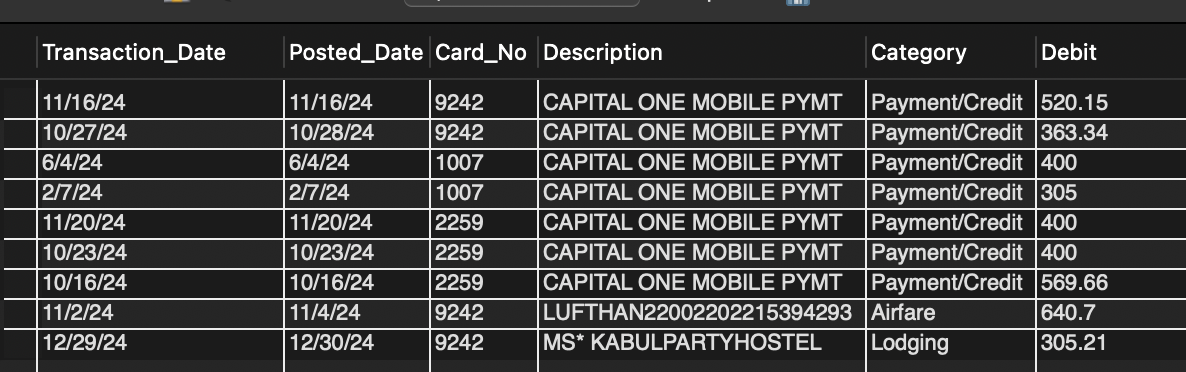 Transaction_Date Posted_Date Card_No Description Category Debit
11/16/24 11/16/24 9242 CAPITAL ONE MOBILE PYMT Payment/Credit 520.15
10/27/24 10/28/24 9242 CAPITAL ONE MOBILE PYMT Payment/Credit 363.34
6/4/24 6/4/24 1007 CAPITAL ONE MOBILE PYMT Payment/Credit 400
2/7/24 2/7/24 1007 CAPITAL ONE MOBILE PYMT Payment/Credit 305
11/20/24 11/20/24 2259 CAPITAL ONE MOBILE PYMT Payment/Credit 400
10/23/24 10/23/24 2259 CAPITAL ONE MOBILE PYMT Payment/Credit 400
10/16/24 10/16/24 2259 CAPITAL ONE MOBILE PYMT Payment/Credit 569.66
11/2/24 11/4/24 9242 LUFTHAN22002202215394293 Airfare 640.7
12/29/24 12/30/24 9242 MS* KABULPARTYHOSTEL Lodging 305.21